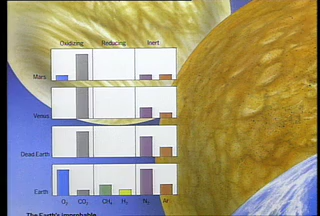 Oxidizing Reducing Inert
Mars
Venus
Dead Earth
Earth
O₂ CO₂ CH₄ H₂ N₂ Ar
The Earth's improbable